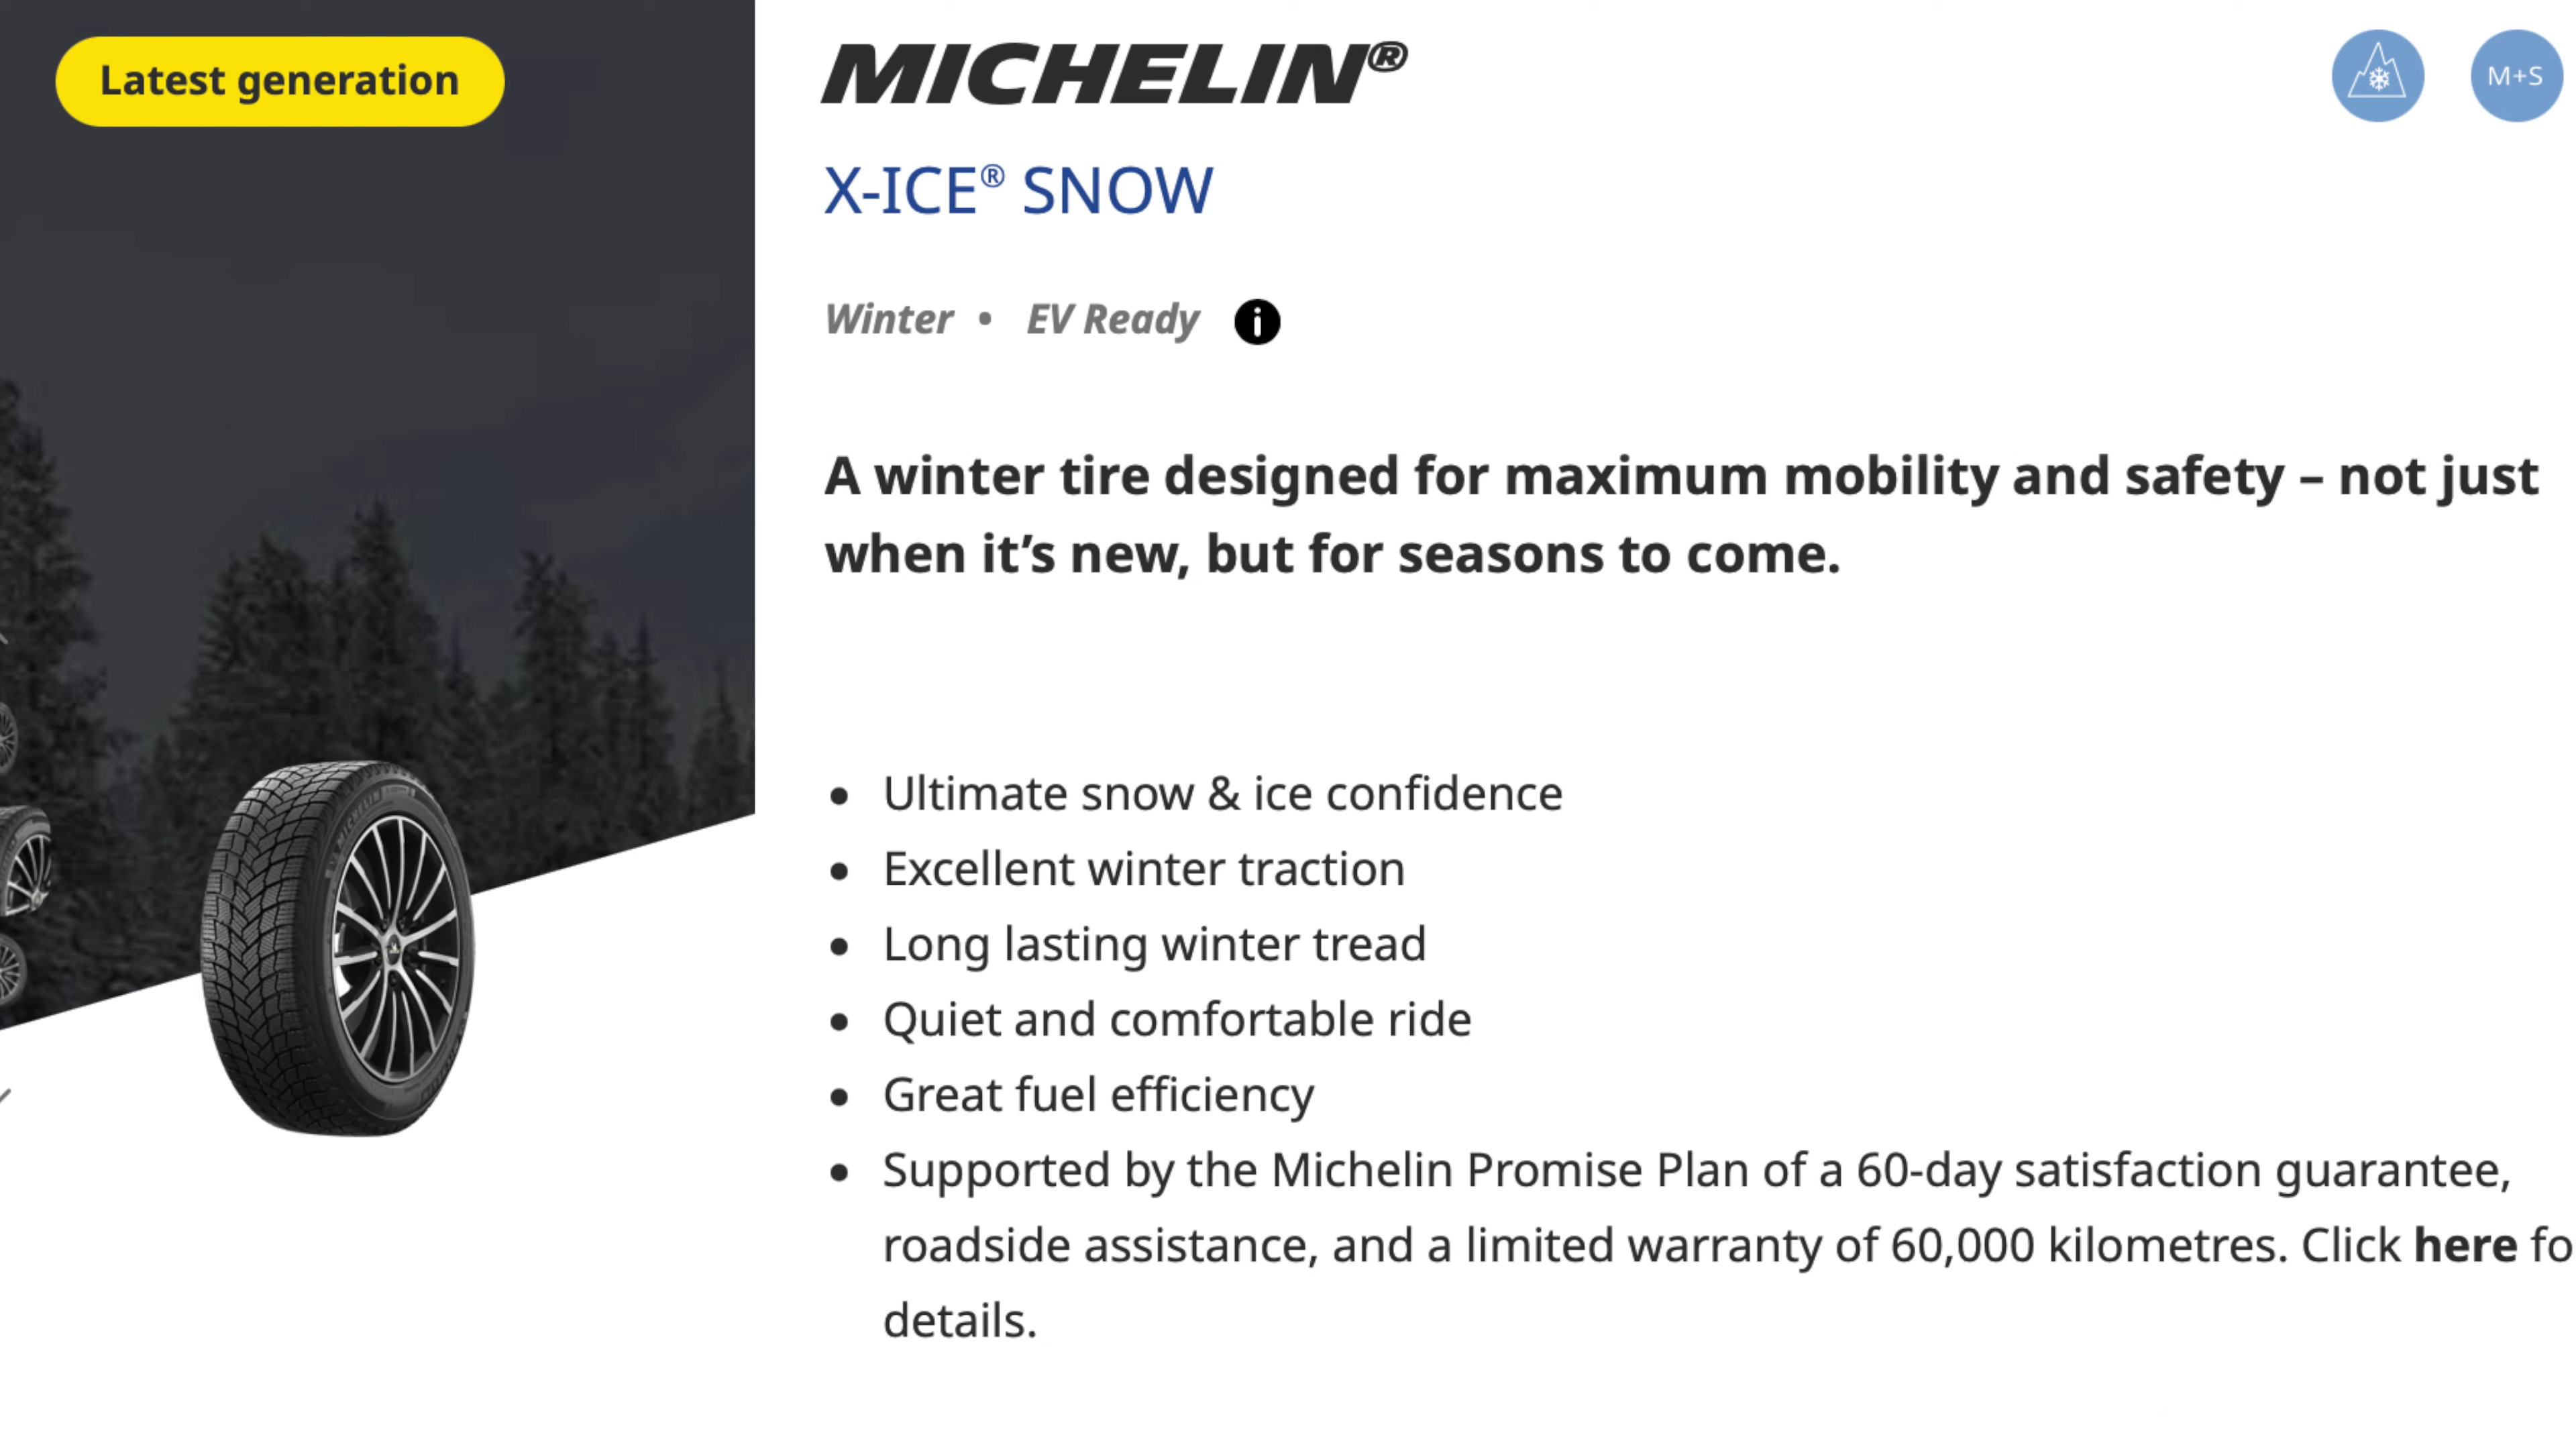 Latest generation
MICHELIN®
M+S
X-ICE® SNOW
Winter • EV Ready i
A winter tire designed for maximum mobility and safety – not just
when it’s new, but for seasons to come.
• Ultimate snow & ice confidence
• Excellent winter traction
• Long lasting winter tread
• Quiet and comfortable ride
• Great fuel efficiency
• Supported by the Michelin Promise Plan of a 60-day satisfaction guarantee,
roadside assistance, and a limited warranty of 60,000 kilometres. Click here fo
details.
MICHELIN